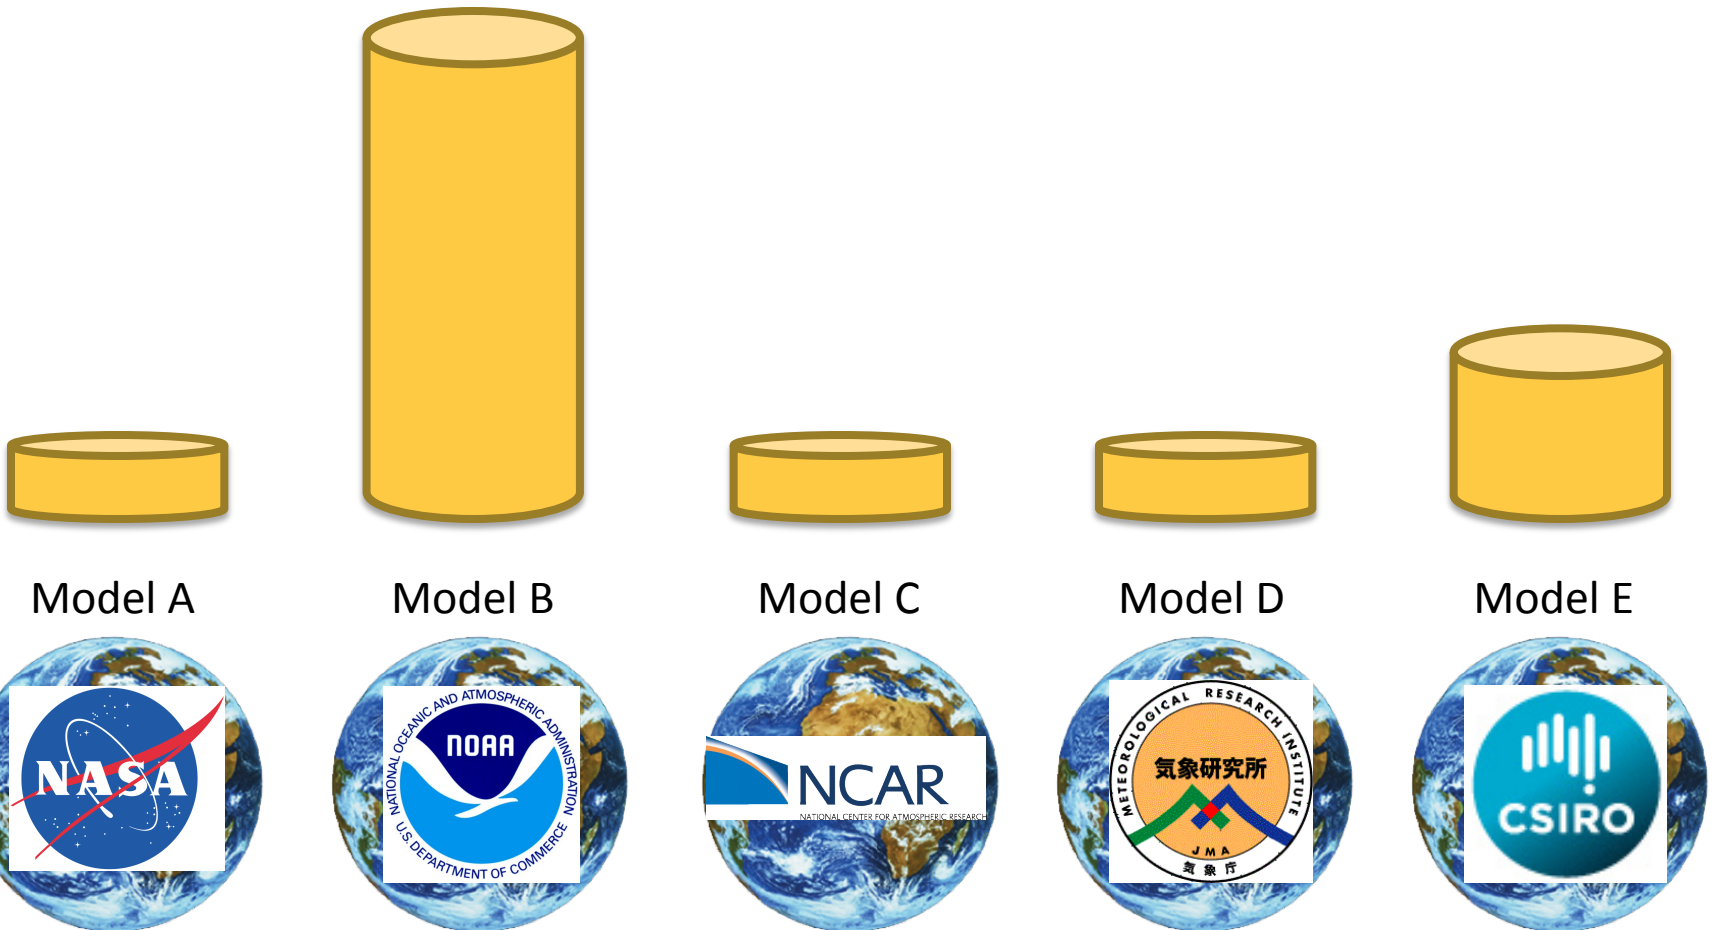 Model A
Model B
Model C
Model D
Model E
NASA
NATIONAL OCEANIC AND ATMOSPHERIC ADMINISTRATION
NOAA
U.S. DEPARTMENT OF COMMERCE
NCAR
NATIONAL CENTER FOR ATMOSPHERIC RESEARCH
METEOROLOGICAL RESEARCH INSTITUTE
気象研究所
JMA
気象庁
CSIRO